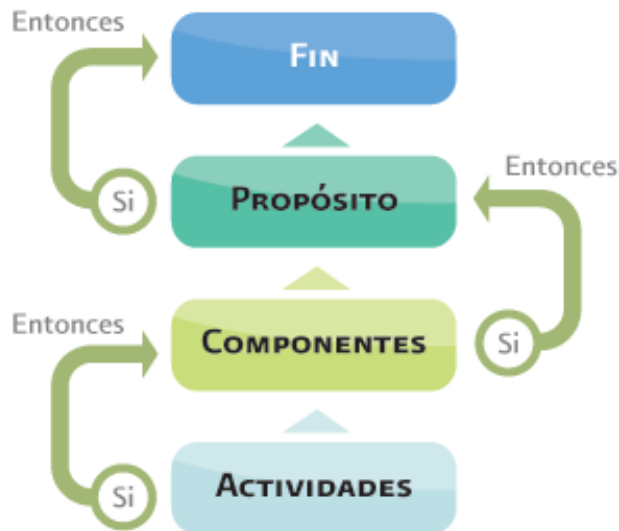 Entonces
FIN
Entonces
Si
PROPÓSITO
Entonces
COMPONENTES
Si
ACTIVIDADES
Si